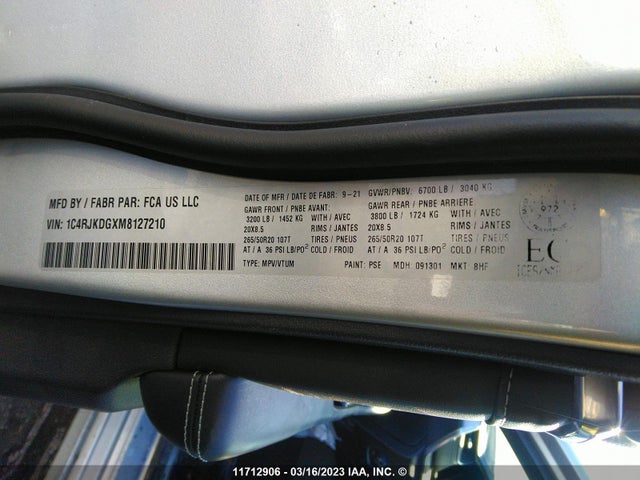 MFD BY / FABR PAR: FCA US LLC
VIN: 1C4RJKDGXM8127210
DATE OF MFR / DATE DE FABR: 9-21 GVWR/PNBV: 6700 LB / 3040 KG
GAWR FRONT / PNBE AVANT: GAWR REAR / PNBE ARRIERE
3200 LB / 1452 KG WITH / AVEC 3800 LB / 1724 KG WITH / AVEC
20X8.5 RIMS / JANTES 20X8.5 RIMS / JANTES
265/50R20 107T TIRES / PNEUS 265/50R20 107T TIRES / PNEUS
AT / A 36 PSI LB/PO² COLD / FROID AT / A 36 PSI LB/PO² COLD / FROID
TYPE: MPV/VTUM PAINT: PSE MDH: 091301 MKT: BHF
EC
11712906 - 03/16/2023 IAA, INC. ©